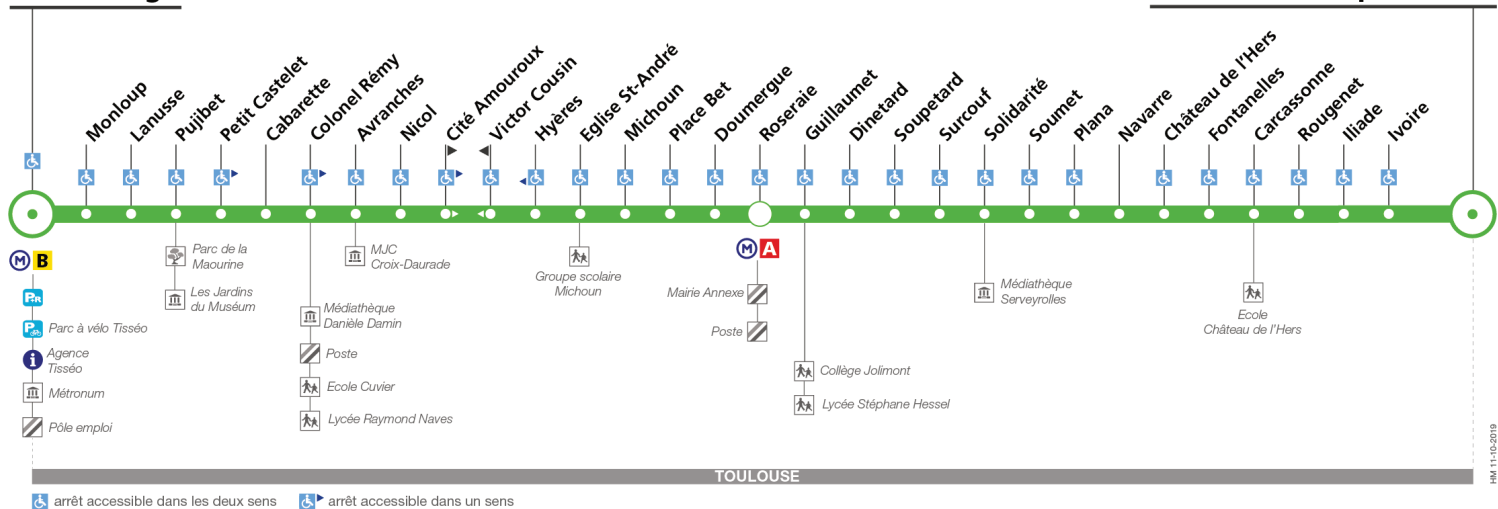 Monloup
Lanusse
Pujibet
Petit Castelet
Cabarette
Colonel Rémy
Avranches
Nicol
Cité Amouroux
Victor Cousin
Hyères
Eglise St-André
Michoun
Place Bet
Doumergue
Roseraie
Guillaumet
Dinetard
Soupetard
Surcouf
Solidarité
Soumet
Plana
Navarre
Château de l'Hers
Fontanelles
Carcassonne
Rougenet
Iliade
Ivoire
M B
P+R
Parc à vélo Tisséo
Agence
Tisséo
Métronum
Pôle emploi
Parc de la
Maourine
Les Jardins
du Muséum
Médiathèque
Danièle Damin
Poste
Ecole Cuvier
Lycée Raymond Naves
MJC
Croix-Daurade
Groupe scolaire
Michoun
M A
Mairie Annexe
Poste
Collège Jolimont
Lycée Stéphane Hessel
Médiathèque
Serveyrolles
Ecole
Château de l'Hers
HM 11-10-2019
TOULOUSE
arrêt accessible dans les deux sens
arrêt accessible dans un sens